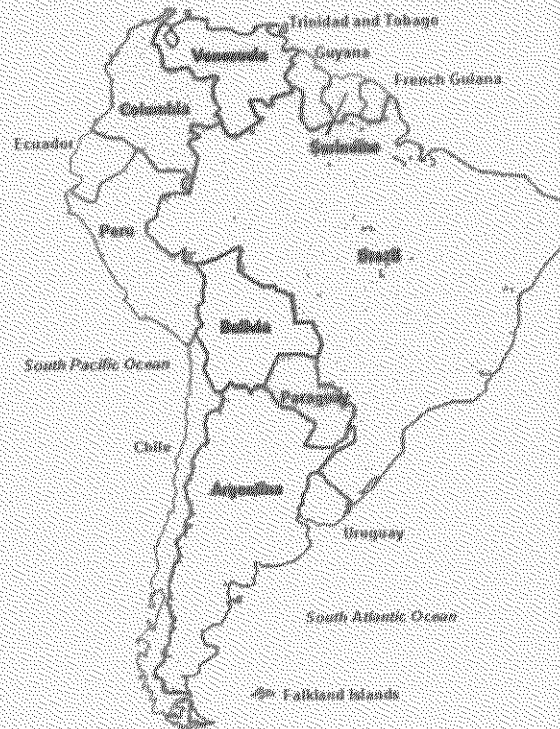 Trinidad and Tobago
Venezuela
Guyana
French Guiana
Colombia
Suriname
Ecuador
Peru
Brazil
Bolivia
South Pacific Ocean
Paraguay
Chile
Argentina
Uruguay
South Atlantic Ocean
Falkland Islands